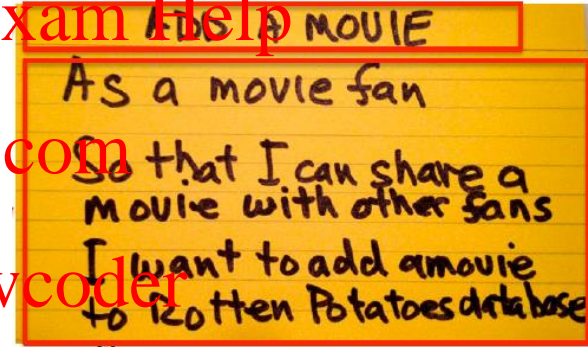 xam Help
ADD A MOVIE
As a movie fan
com
So that I can share a
movie with other fans
I want to add a movie
vcoder
to Rotten Potatoes database